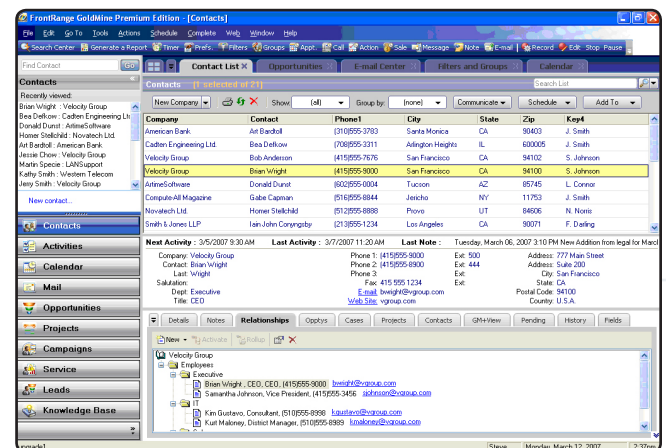 FrontRange GoldMine Premium Edition - [Contacts]
File Edit Go To Tools Actions Schedule Complete Web Window Help
Search Center Generate a Report Timer Prefs. Filters Groups Appt. Call Action Sale Message Note E-mail Record Edit Stop Pause
Find Contact Go
Contact List X Opportunities E-mail Center Filters and Groups Calendar
Contacts
Recently viewed:
Brian Wright : Velocity Group
Bea Defkow : Cadten Engineering Lt
Donald Dunst : ArtimeSoftware
Homer Stellchild : Novatech Ltd.
Art Bardtoll : American Bank
Jessie Chow : Velocity Group
Martin Specie : LANSupport
Kathy Smith : Western Telecom
Jerry Smith : Velocity Group
New contact...
Contacts
Activities
Calendar
Mail
Opportunities
Projects
Campaigns
Service
Leads
Knowledge Base
»
Contacts (1 selected of 21) Search List
New Company Show: (all) Group by: (none) Communicate Schedule Add To
Company Contact Phone1 City State Zip Key4
American Bank Art Bardtoll (310)555-3783 Santa Monica CA 90403 J. Smith
Cadten Engineering Ltd. Bea Defkow (708)555-3311 Arlington Heights IL 600005 J. Smith
Velocity Group Bob Anderson (415)555-7676 San Francisco CA 94102 S. Johnson
Velocity Group Brian Wright (415)555-9000 San Francisco CA 94100 S. Johnson
ArtimeSoftware Donald Dunst (602)555-0004 Tucson AZ 85745 L. Connor
Compute-All Magazine Gabe Capman (516)555-8844 Jericho NY 11753 J. Smith
Novatech Ltd. Homer Stellchild (512)555-8888 Provo UT 84606 N. Norris
Smith & Jones LLP Iain-John Conyngsby (213)555-1234 Los Angeles CA 90071 F. Darling
Next Activity : 3/5/2007 9:30 AM Last Activity : 3/7/2007 11:20 AM Last Note : Tuesday, March 06, 2007 3:10 PM New Addition from legal for Marcl
Company: Velocity Group Phone 1: (415)555-9000 Ext: 500 Address: 777 Main Street
Contact: Brian Wright Phone 2: (415)555-8900 Ext: 444 Address: Suite 200
Last: Wright Phone 3: Ext: City: San Francisco
Salutation: Fax: 415 555 1234 Ext: State: CA
Dept: Executive E-mail: bwright@vgroup.com Postal Code: 94100
Title: CEO Web Site: vgroup.com Country: U.S.A.
Details Notes Relationships Opptys Cases Projects Contacts GM+View Pending History Fields
New Activate Rollup
Velocity Group
Employees
Executive
Brian Wright , CEO, CEO, (415)555-9000 bwright@vgroup.com
Samantha Johnson, Vice President, (415)555-3456 sjohnson@vgroup.com
IT
Kim Gustavo, Consultant, (510)555-8998 kgustavo@vgroup.com
Kurt Maloney, District Manager, (510)555-8989 kmaloney@vgroup.com
Steve Monday, March 12, 2007 2:37pm